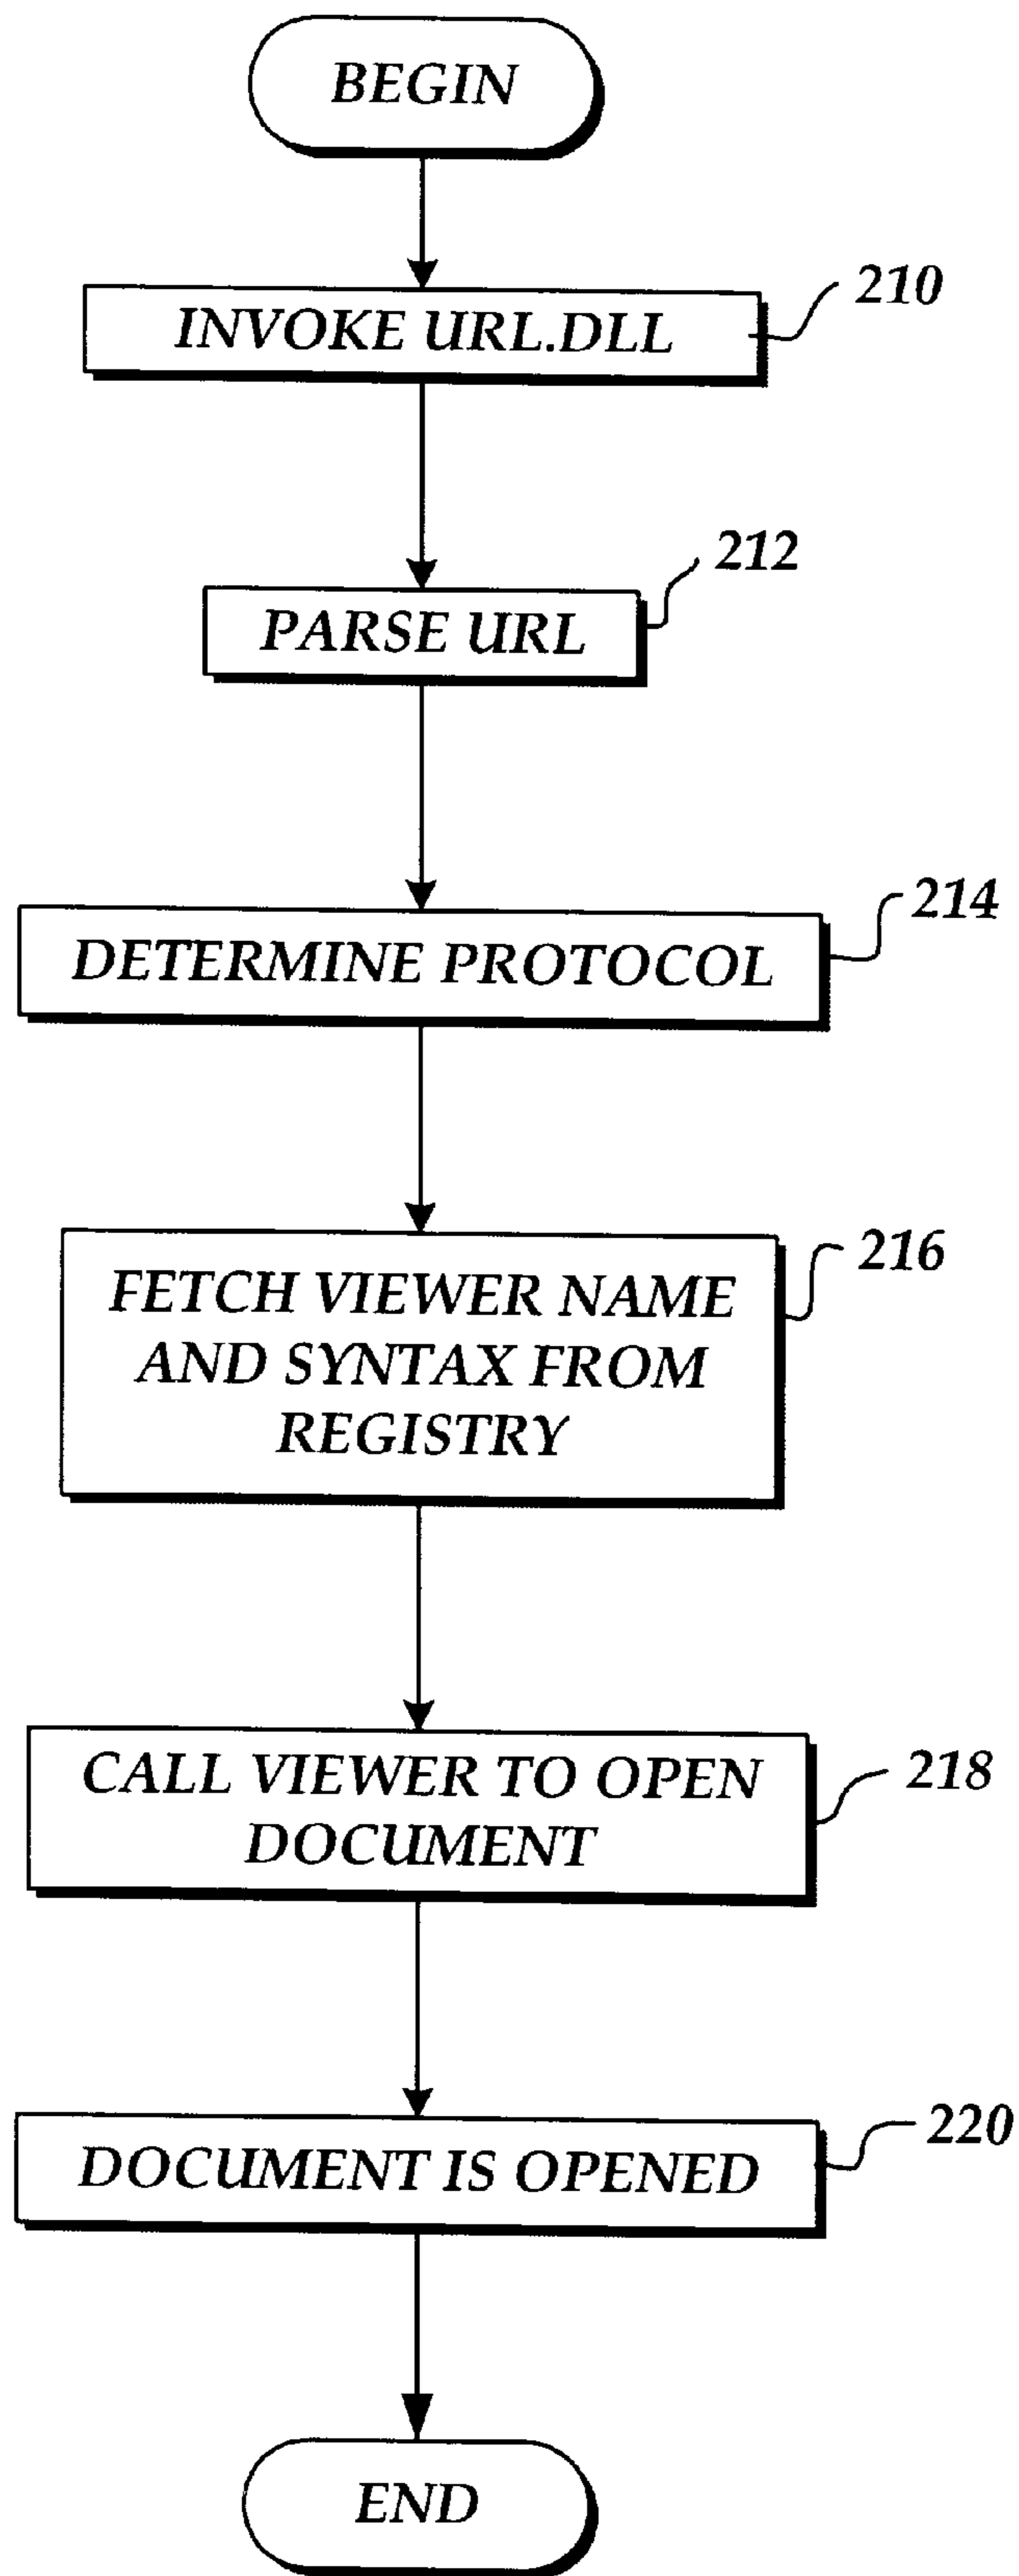 BEGIN
INVOKE URL.DLL
210
PARSE URL
212
DETERMINE PROTOCOL
214
FETCH VIEWER NAME
AND SYNTAX FROM
REGISTRY
216
CALL VIEWER TO OPEN
DOCUMENT
218
DOCUMENT IS OPENED
220
END